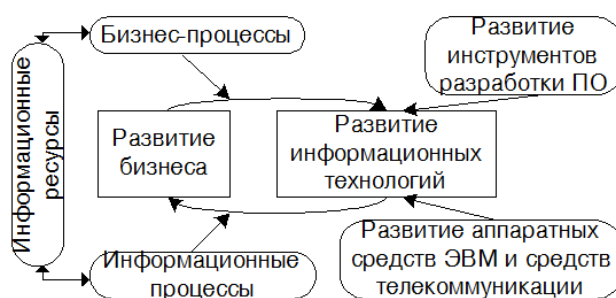 Бизнес-процессы
Развитие
инструментов
разработки ПО
Информационные
ресурсы
Развитие
бизнеса
Развитие
информационных
технологий
Информационные
процессы
Развитие аппаратных
средств ЭВМ и средств
телекоммуникации